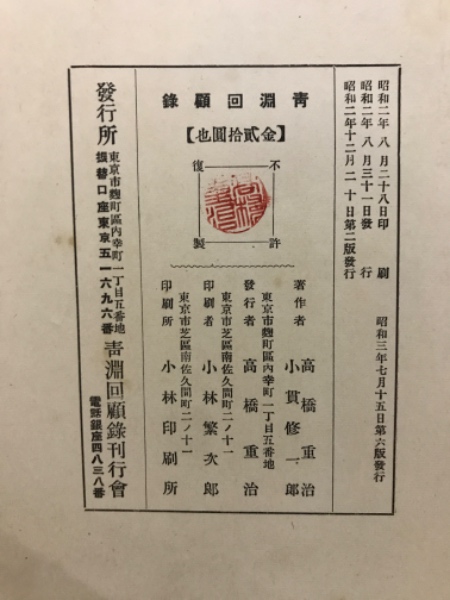 昭和二年八月二十八日印刷
昭和二年八月三十一日發行
昭和二年十二月二十日第二版發行
昭和三年七月十五日第六版發行
靑淵回顧錄
【金貳拾圓也】
不許復製
著作者 高橋重治
小貫修一郎
東京市麴町區內幸町一丁目五番地
發行者 高橋重治
東京市芝區南佐久間町二ノ十一
印刷者 小林繁次郎
東京市芝區南佐久間町二ノ十一
印刷所 小林印刷所
發行所 東京市麴町區內幸町一丁目五番地 靑淵回顧錄刊行會
振替口座東京五一六九六番
電話銀座四八三八番